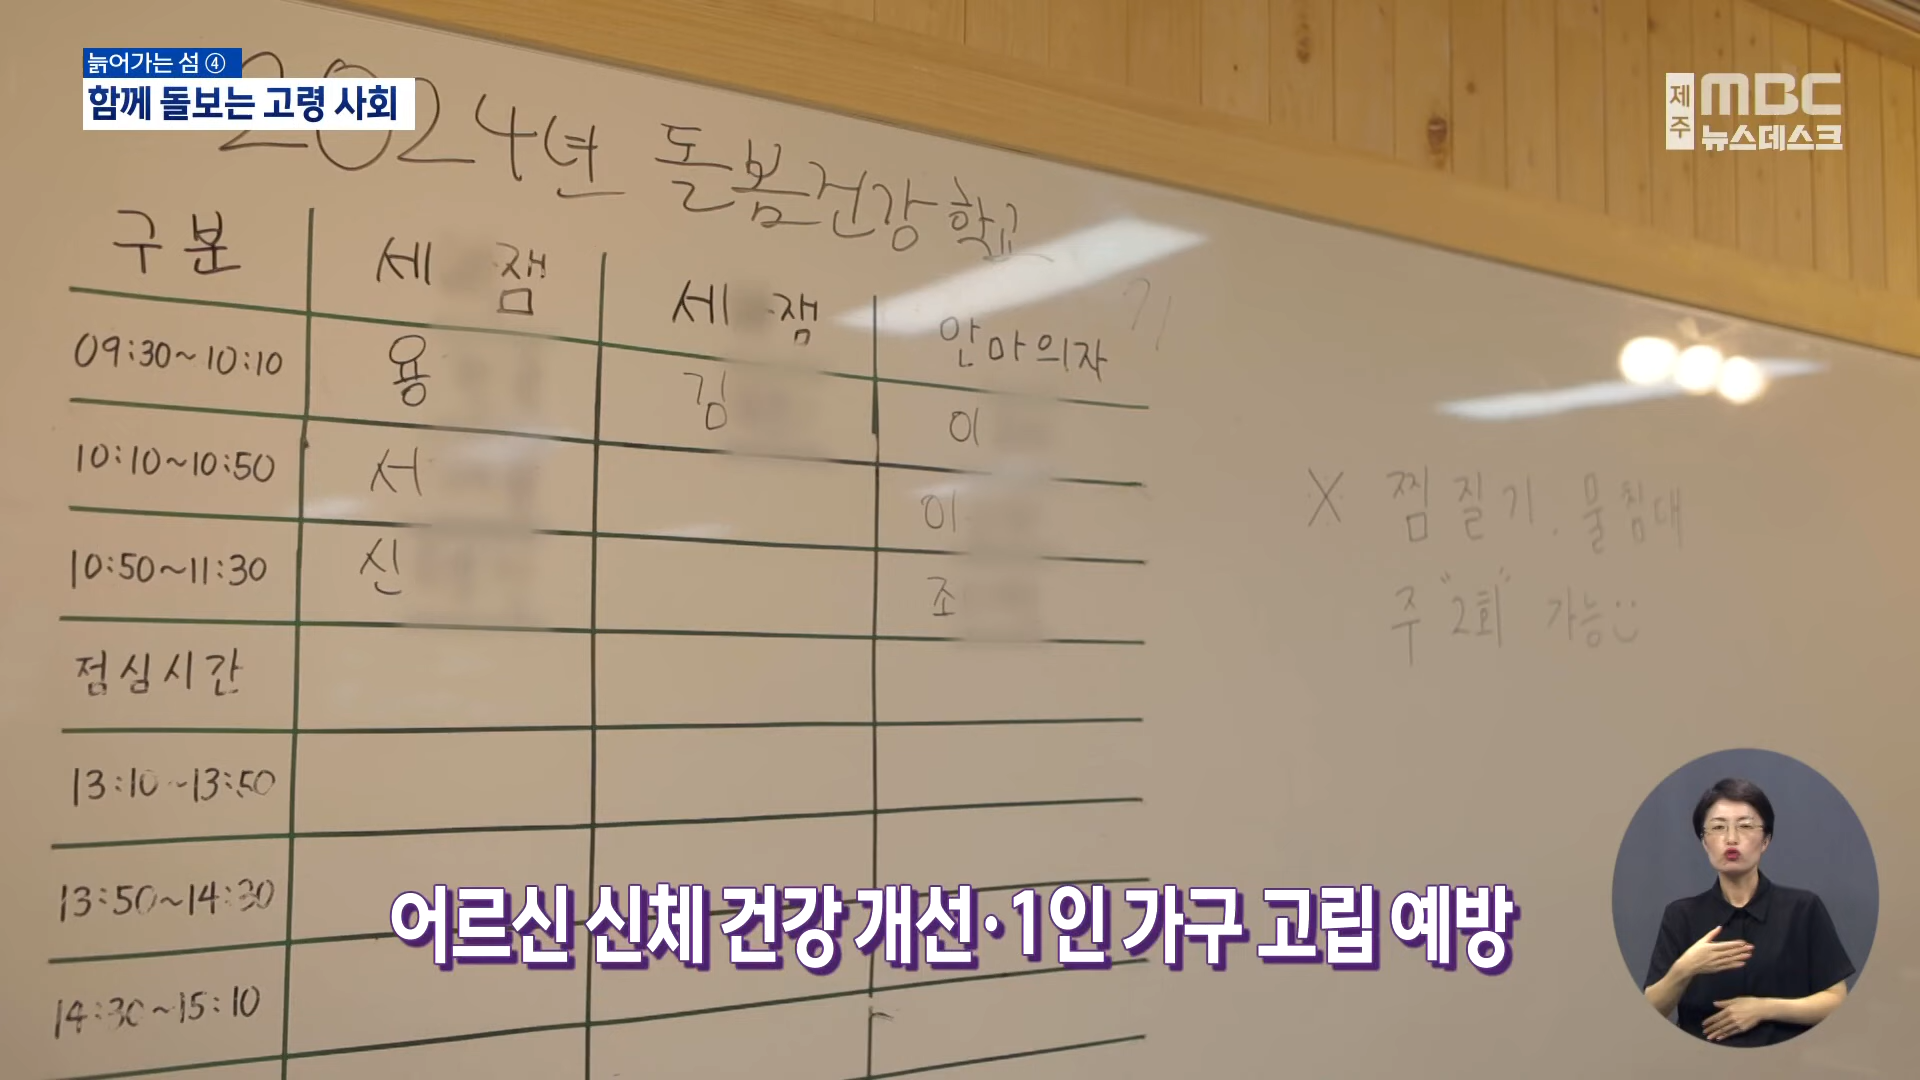 늙어가는 섬 ④
함께 돌보는 고령 사회
제주 MBC
뉴스데스크
2024년 돌봄건강학교
구분 세 잼 세 잼 안마의자
09:30~10:10 용 김 이
10:10~10:50 서 이
10:50~11:30 신 조
점심시간
13:10~13:50
13:50~14:30
14:30~15:10
X 찜질기. 물침대
주 "2회" 가능
어르신 신체 건강 개선·1인 가구 고립 예방